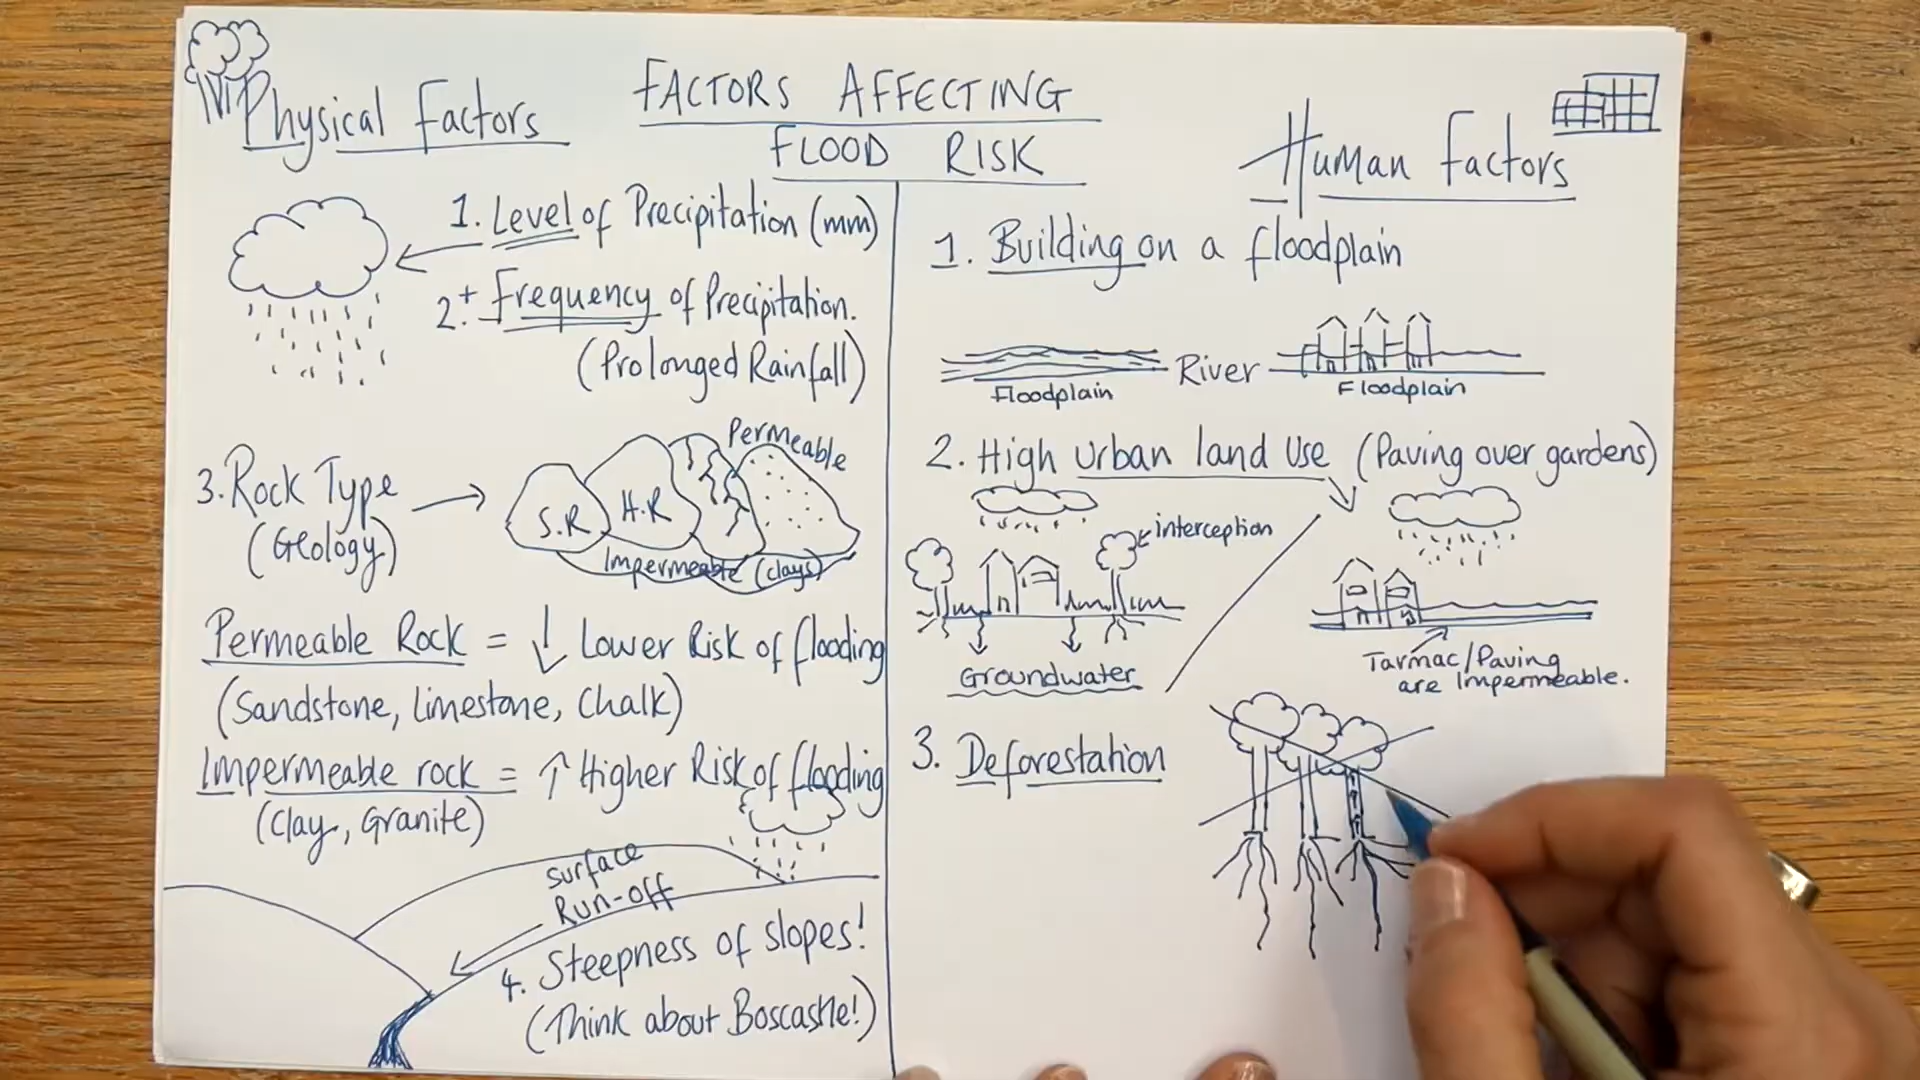 FACTORS AFFECTING
FLOOD RISK
Physical Factors
1. Level of Precipitation (mm)
2. + Frequency of Precipitation.
(Prolonged Rainfall)
3. Rock Type
(Geology)
S.R
H.R
Permeable
Impermeable (clays)
Permeable Rock = ↓ Lower Risk of flooding
(Sandstone, Limestone, Chalk)
Impermeable rock = ↑ Higher Risk of flooding
(Clay, Granite)
surface
Run-off
4. Steepness of slopes!
(Think about Boscastle!)
Human Factors
1. Building on a floodplain
Floodplain
River
Floodplain
2. High Urban land Use (Paving over gardens)
interception
Groundwater
Tarmac/Paving
are Impermeable.
3. Deforestation